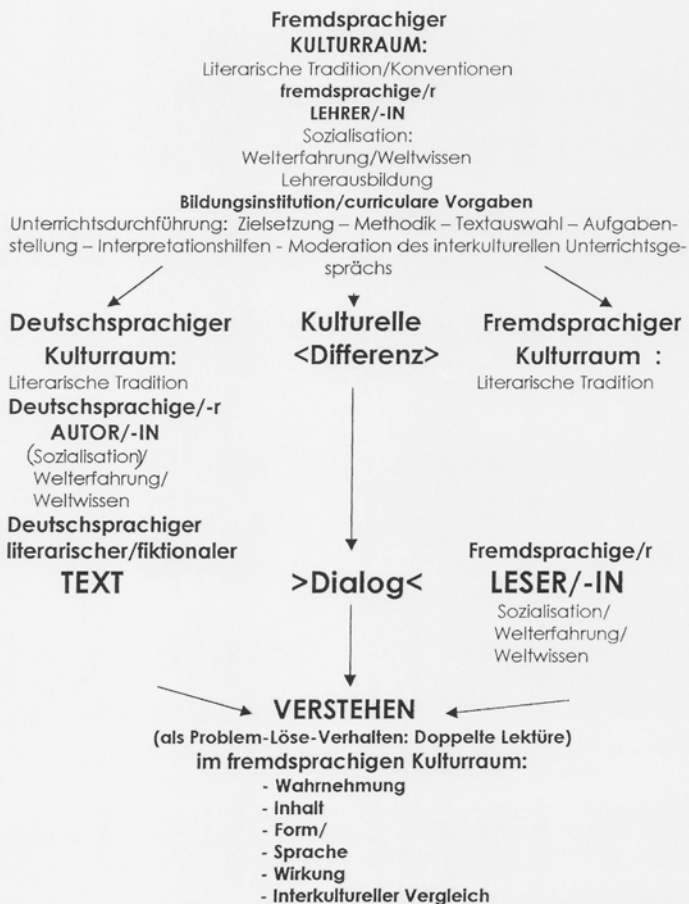 Fremdsprachiger
KULTURRAUM:
Literarische Tradition/Konventionen
fremdsprachige/r
LEHRER/-IN
Sozialisation:
Welterfahrung/Weltwissen
Lehrerausbildung
Bildungsinstitution/curriculare Vorgaben
Unterrichtsdurchführung: Zielsetzung – Methodik – Textauswahl – Aufgaben-
stellung – Interpretationshilfen - Moderation des interkulturellen Unterrichtsge-
sprächs
Deutschsprachiger
Kulturraum:
Literarische Tradition
Deutschsprachige/-r
AUTOR/-IN
(Sozialisation)/
Welterfahrung/
Weltwissen
Deutschsprachiger
literarischer/fiktionaler
TEXT
Kulturelle
<Differenz>
>Dialog<
Fremdsprachiger
Kulturraum :
Literarische Tradition
Fremdsprachige/r
LESER/-IN
Sozialisation/
Welterfahrung/
Weltwissen
VERSTEHEN
(als Problem-Löse-Verhalten: Doppelte Lektüre)
im fremdsprachigen Kulturraum:
- Wahrnehmung
- Inhalt
- Form/
- Sprache
- Wirkung
- Interkultureller Vergleich